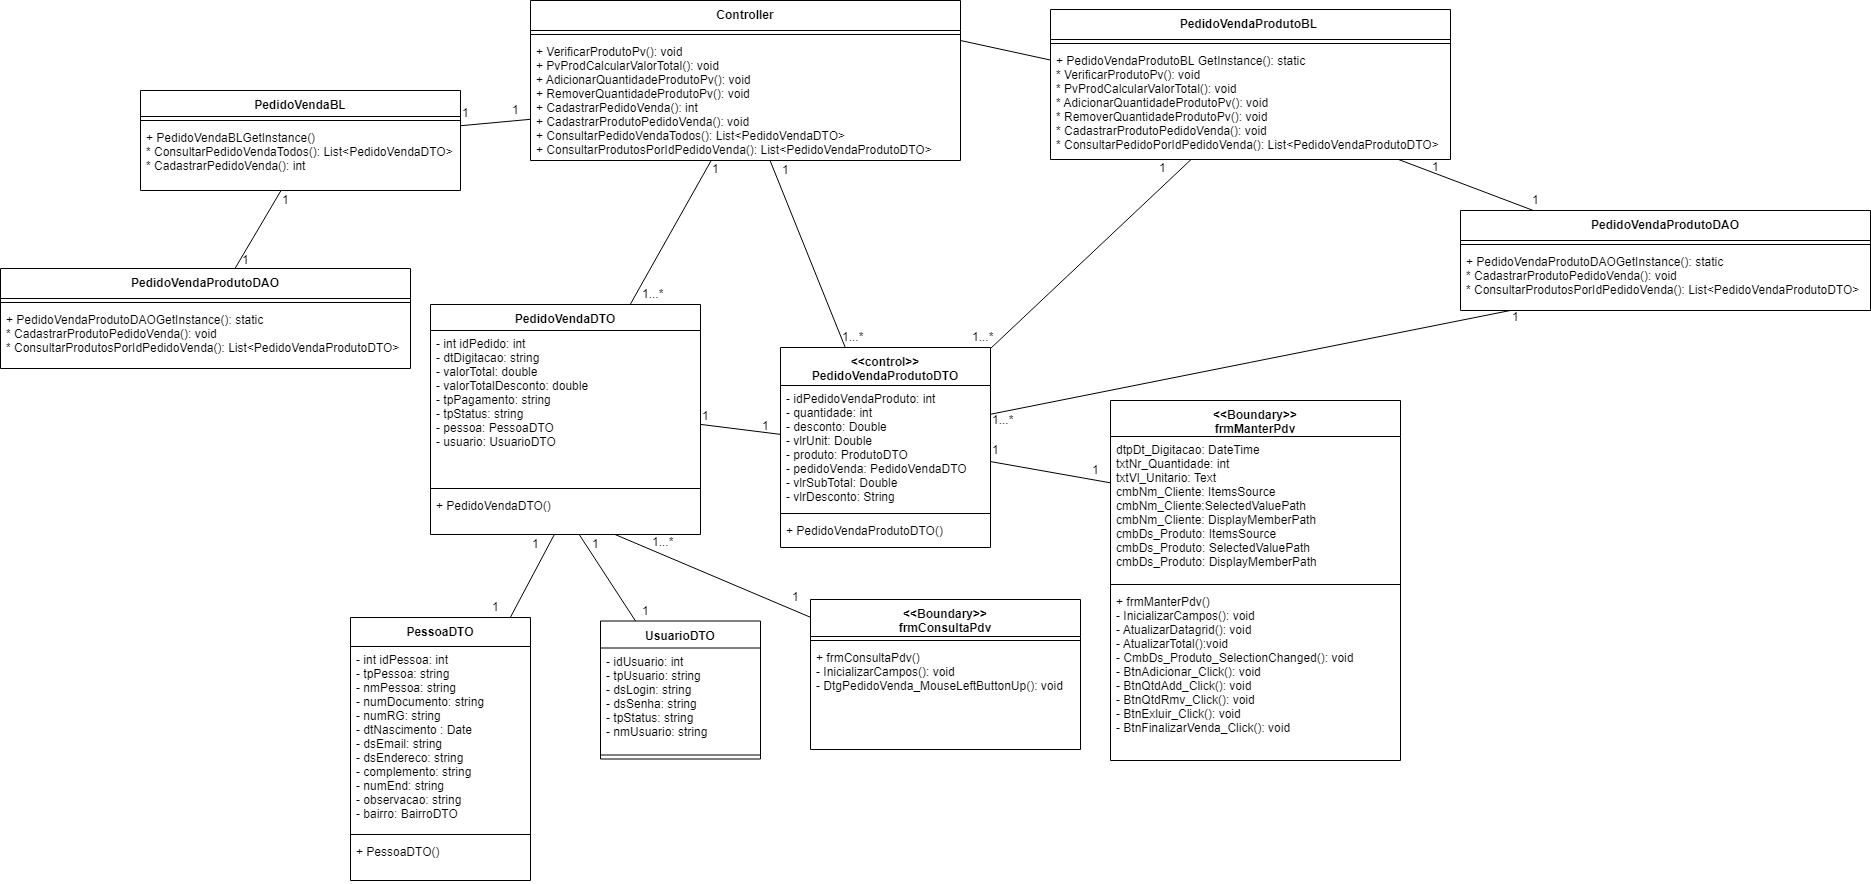 Controller
+ VerificarProdutoPv(): void
+ PvProdCalcularValorTotal(): void
+ AdicionarQuantidadeProdutoPv(): void
+ RemoverQuantidadeProdutoPv(): void
+ CadastrarPedidoVenda(): int
+ CadastrarProdutoPedidoVenda(): void
+ ConsultarPedidoVendaTodos(): List<PedidoVendaDTO>
+ ConsultarProdutosPorIdPedidoVenda(): List<PedidoVendaProdutoDTO>
PedidoVendaProdutoBL
+ PedidoVendaProdutoBL GetInstance(): static
* VerificarProdutoPv(): void
* PvProdCalcularValorTotal(): void
* AdicionarQuantidadeProdutoPv(): void
* RemoverQuantidadeProdutoPv(): void
* CadastrarProdutoPedidoVenda(): void
* ConsultarPedidoPorIdPedidoVenda(): List<PedidoVendaProdutoDTO>
PedidoVendaBL
+ PedidoVendaBLGetInstance()
* ConsultarPedidoVendaTodos(): List<PedidoVendaDTO>
* CadastrarPedidoVenda(): int
1
1
1
1
1
1
1
1
1
1...*
1...*
1...*
PedidoVendaProdutoDAO
+ PedidoVendaProdutoDAOGetInstance(): static
* CadastrarProdutoPedidoVenda(): void
* ConsultarProdutosPorIdPedidoVenda(): List<PedidoVendaProdutoDTO>
PedidoVendaProdutoDAO
+ PedidoVendaProdutoDAOGetInstance(): static
* CadastrarProdutoPedidoVenda(): void
* ConsultarProdutosPorIdPedidoVenda(): List<PedidoVendaProdutoDTO>
1
1...*
PedidoVendaDTO
- int idPedido: int
- dtDigitacao: string
- valorTotal: double
- valorTotalDesconto: double
- tpPagamento: string
- tpStatus: string
- pessoa: PessoaDTO
- usuario: UsuarioDTO
+ PedidoVendaDTO()
1
1
<<control>>
PedidoVendaProdutoDTO
- idPedidoVendaProduto: int
- quantidade: int
- desconto: Double
- vlrUnit: Double
- produto: ProdutoDTO
- pedidoVenda: PedidoVendaDTO
- vlrSubTotal: Double
- vlrDesconto: String
+ PedidoVendaProdutoDTO()
1
1
<<Boundary>>
frmManterPdv
dtpDt_Digitacao: DateTime
txtNr_Quantidade: int
txtVl_Unitario: Text
cmbNm_Cliente: ItemsSource
cmbNm_Cliente:SelectedValuePath
cmbNm_Cliente: DisplayMemberPath
cmbDs_Produto: ItemsSource
cmbDs_Produto: SelectedValuePath
cmbDs_Produto: DisplayMemberPath
+ frmManterPdv()
- InicializarCampos(): void
- AtualizarDatagrid(): void
- AtualizarTotal():void
- CmbDs_Produto_SelectionChanged(): void
- BtnAdicionar_Click(): void
- BtnQtdAdd_Click(): void
- BtnQtdRmv_Click(): void
- BtnExluir_Click(): void
- BtnFinalizarVenda_Click(): void
1
1
1...*
1
1
1
PessoaDTO
- int idPessoa: int
- tpPessoa: string
- nmPessoa: string
- numDocumento: string
- numRG: string
- dtNascimento : Date
- dsEmail: string
- dsEndereco: string
- complemento: string
- numEnd: string
- observacao: string
- bairro: BairroDTO
+ PessoaDTO()
UsuarioDTO
- idUsuario: int
- tpUsuario: string
- dsLogin: string
- dsSenha: string
- tpStatus: string
- nmUsuario: string
<<Boundary>>
frmConsultaPdv
+ frmConsultaPdv()
- InicializarCampos(): void
- DtgPedidoVenda_MouseLeftButtonUp(): void